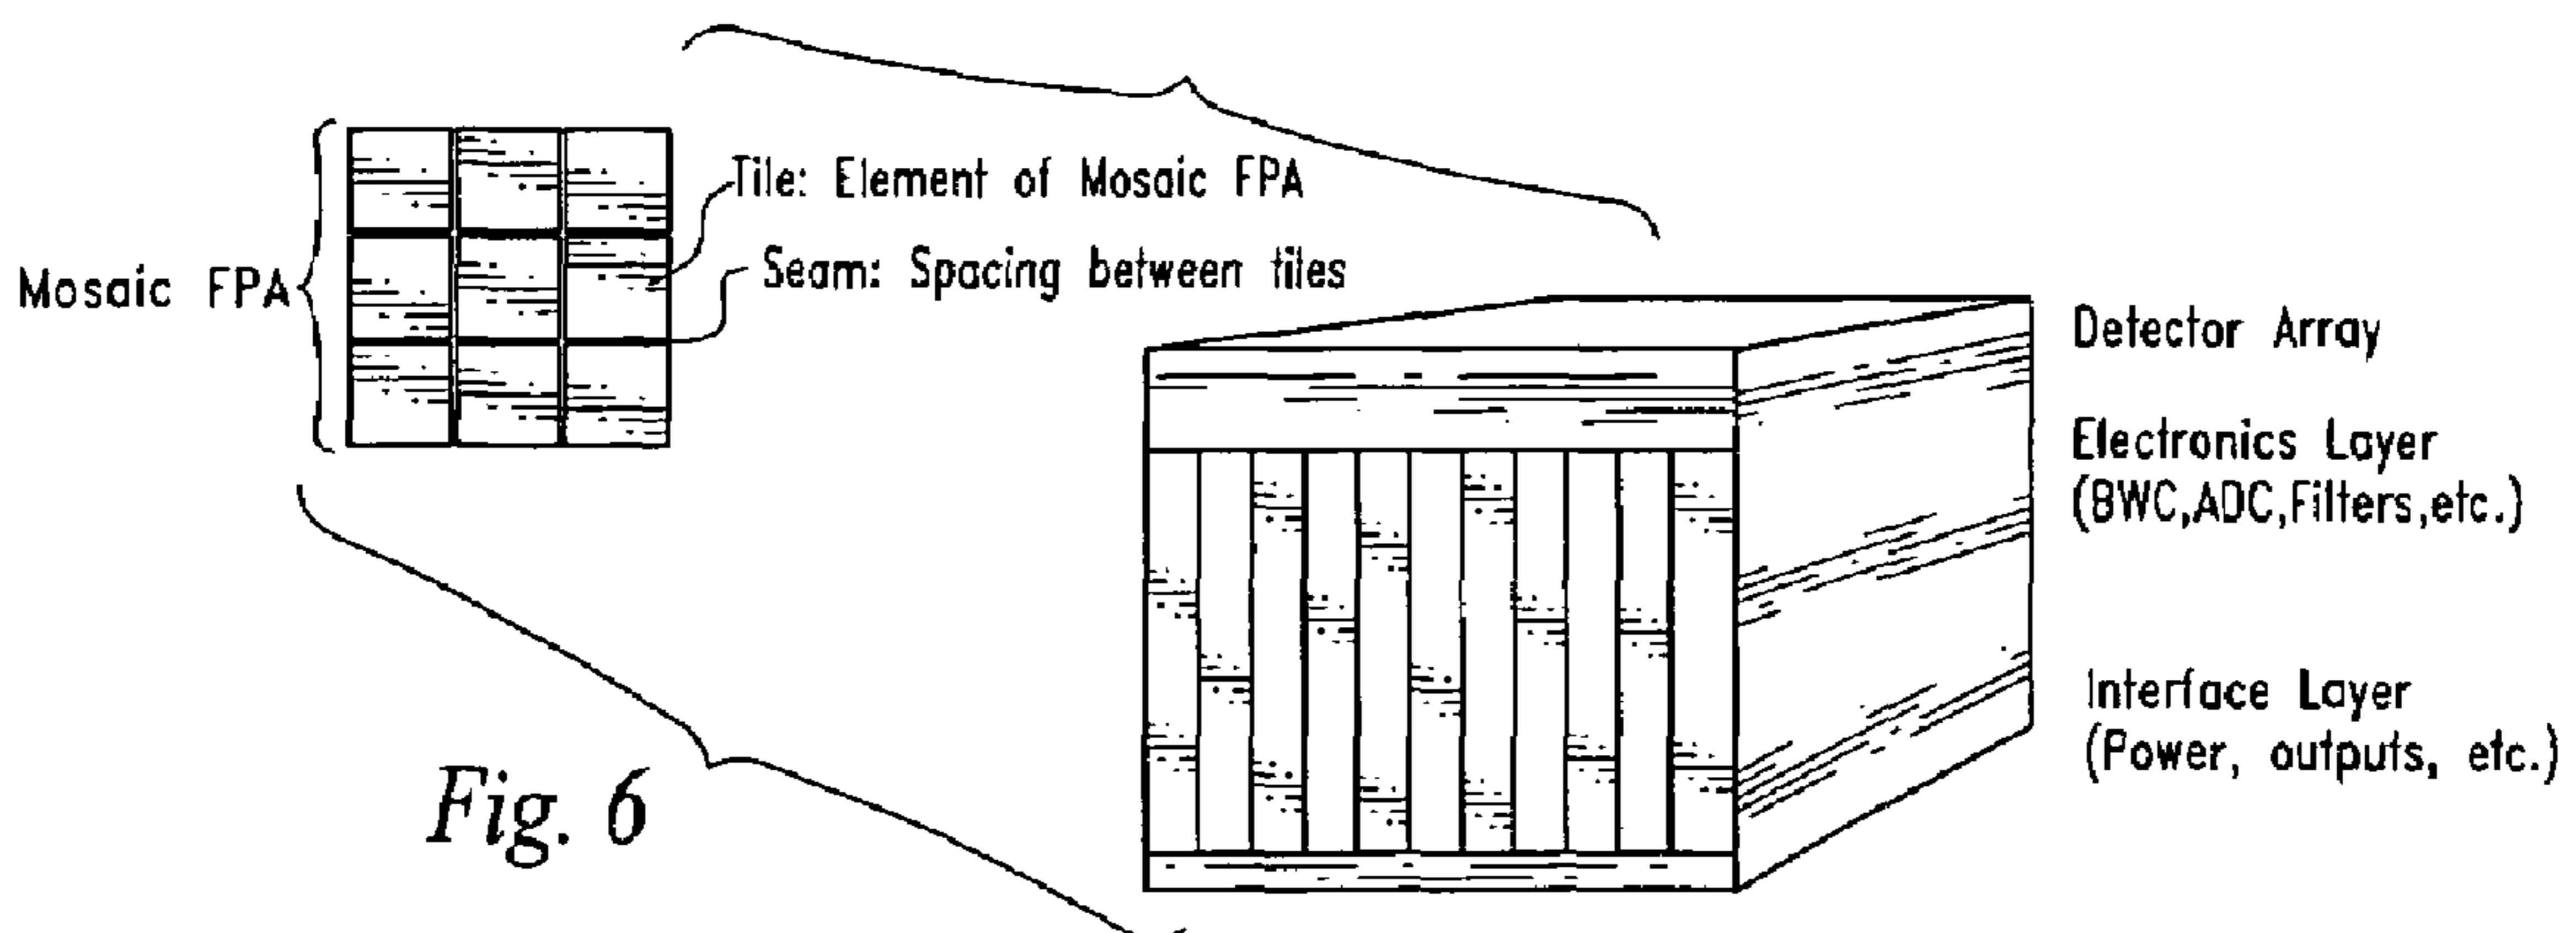 Tile: Element of Mosaic FPA
Seam: Spacing between tiles
Mosaic FPA
Detector Array
Electronics Layer
(BWC,ADC,Filters,etc.)
Interface Layer
(Power, outputs, etc.)
Fig. 6